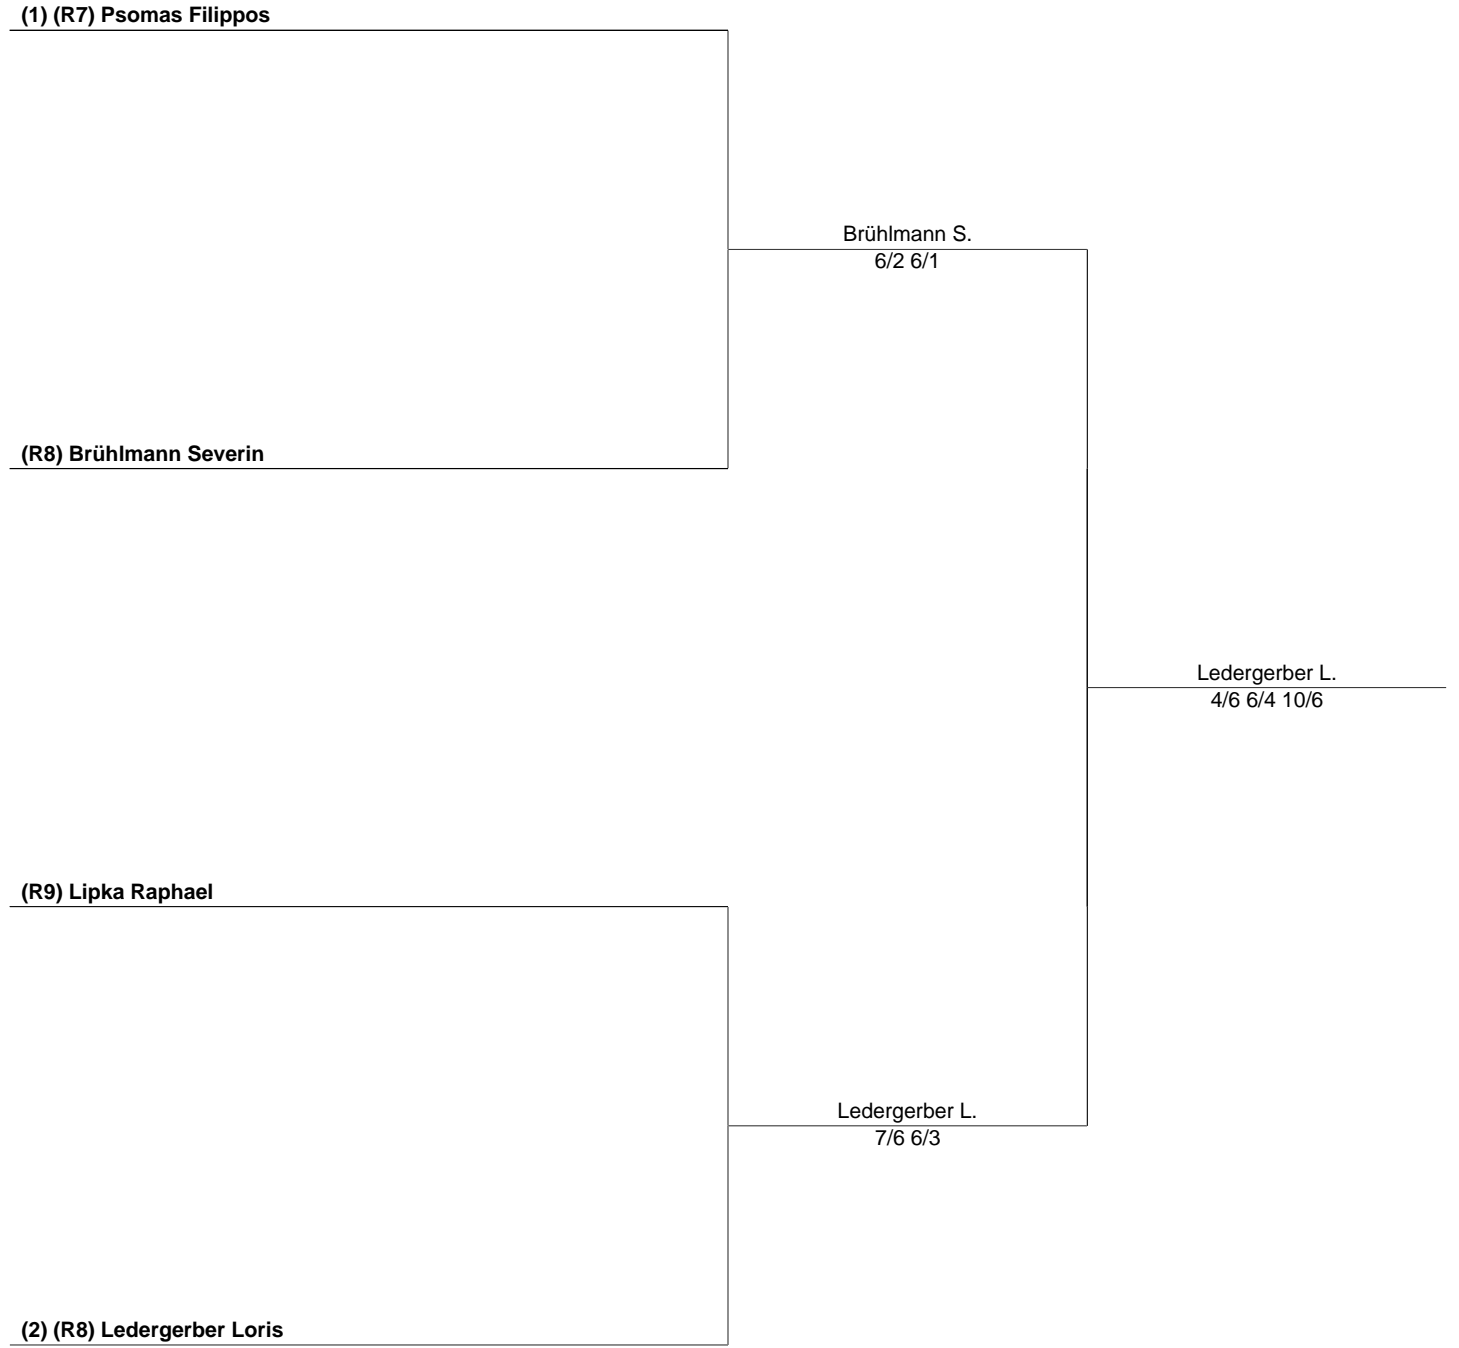 (1) (R7) Psomas Filippos
Brühlmann S.
6/2 6/1
(R8) Brühlmann Severin
Ledergerber L.
4/6 6/4 10/6
(R9) Lipka Raphael
Ledergerber L.
7/6 6/3
(2) (R8) Ledergerber Loris